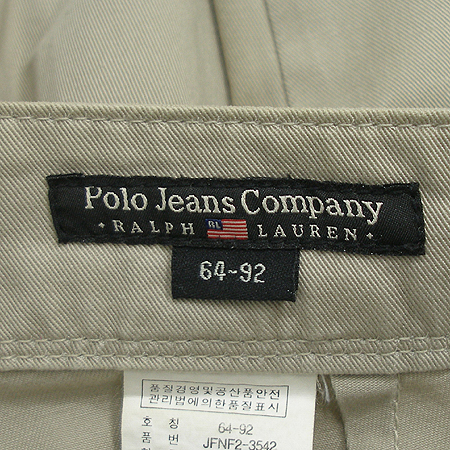 Polo Jeans Company
RALPH RL LAUREN
64-92
품질경영및공산품안전
관리법에의한품질표시
호 칭 64-92
품 번 JFNF2-3542